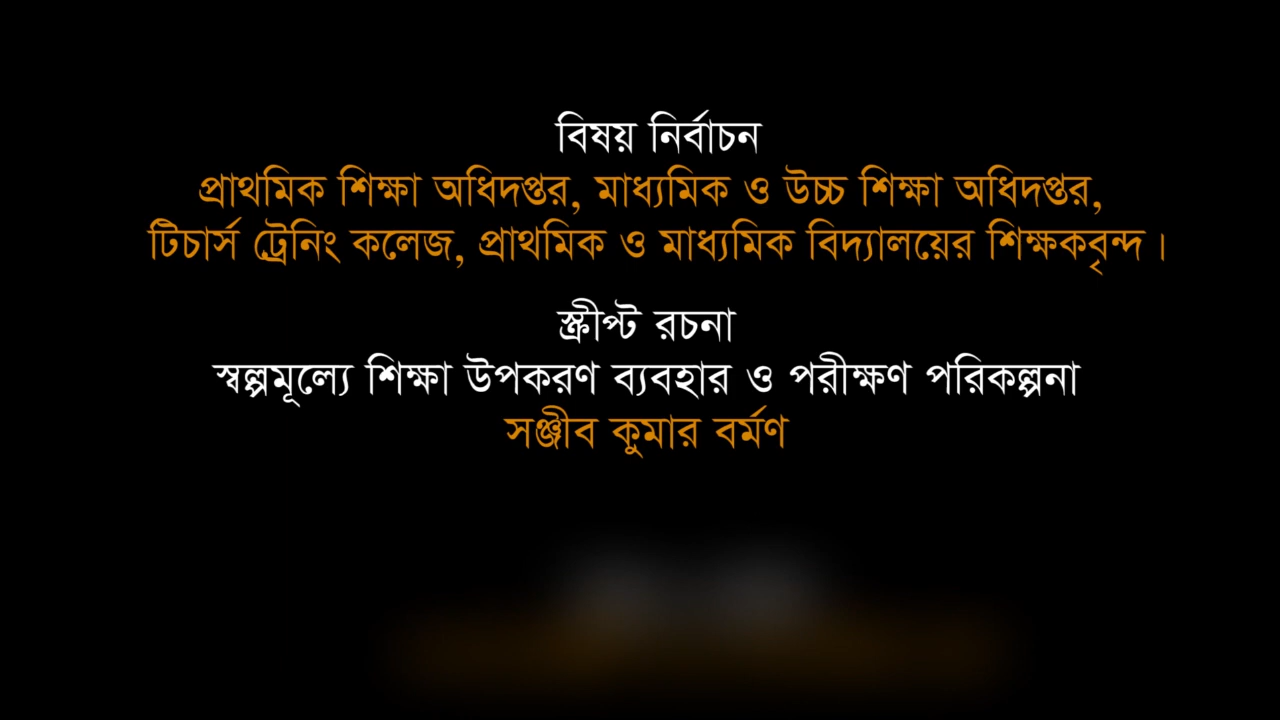 বিষয় নির্বাচন
প্রাথমিক শিক্ষা অধিদপ্তর, মাধ্যমিক ও উচ্চ শিক্ষা অধিদপ্তর,
টিচার্স ট্রেনিং কলেজ, প্রাথমিক ও মাধ্যমিক বিদ্যালয়ের শিক্ষকবৃন্দ।
স্ক্রীপ্ট রচনা
স্বল্পমূল্যে শিক্ষা উপকরণ ব্যবহার ও পরীক্ষণ পরিকল্পনা
সঞ্জীব কুমার বর্মণ